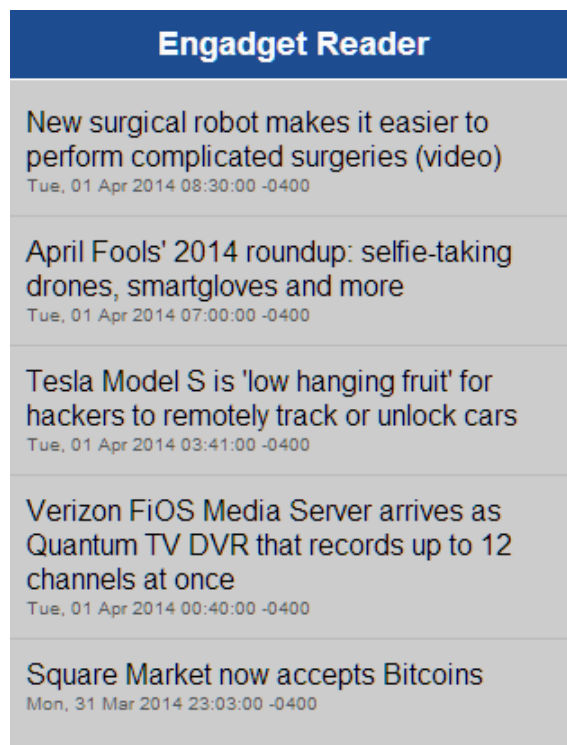 Engadget Reader
New surgical robot makes it easier to
perform complicated surgeries (video)
Tue, 01 Apr 2014 08:30:00 -0400
April Fools' 2014 roundup: selfie-taking
drones, smartgloves and more
Tue, 01 Apr 2014 07:00:00 -0400
Tesla Model S is 'low hanging fruit' for
hackers to remotely track or unlock cars
Tue, 01 Apr 2014 03:41:00 -0400
Verizon FiOS Media Server arrives as
Quantum TV DVR that records up to 12
channels at once
Tue, 01 Apr 2014 00:40:00 -0400
Square Market now accepts Bitcoins
Mon, 31 Mar 2014 23:03:00 -0400